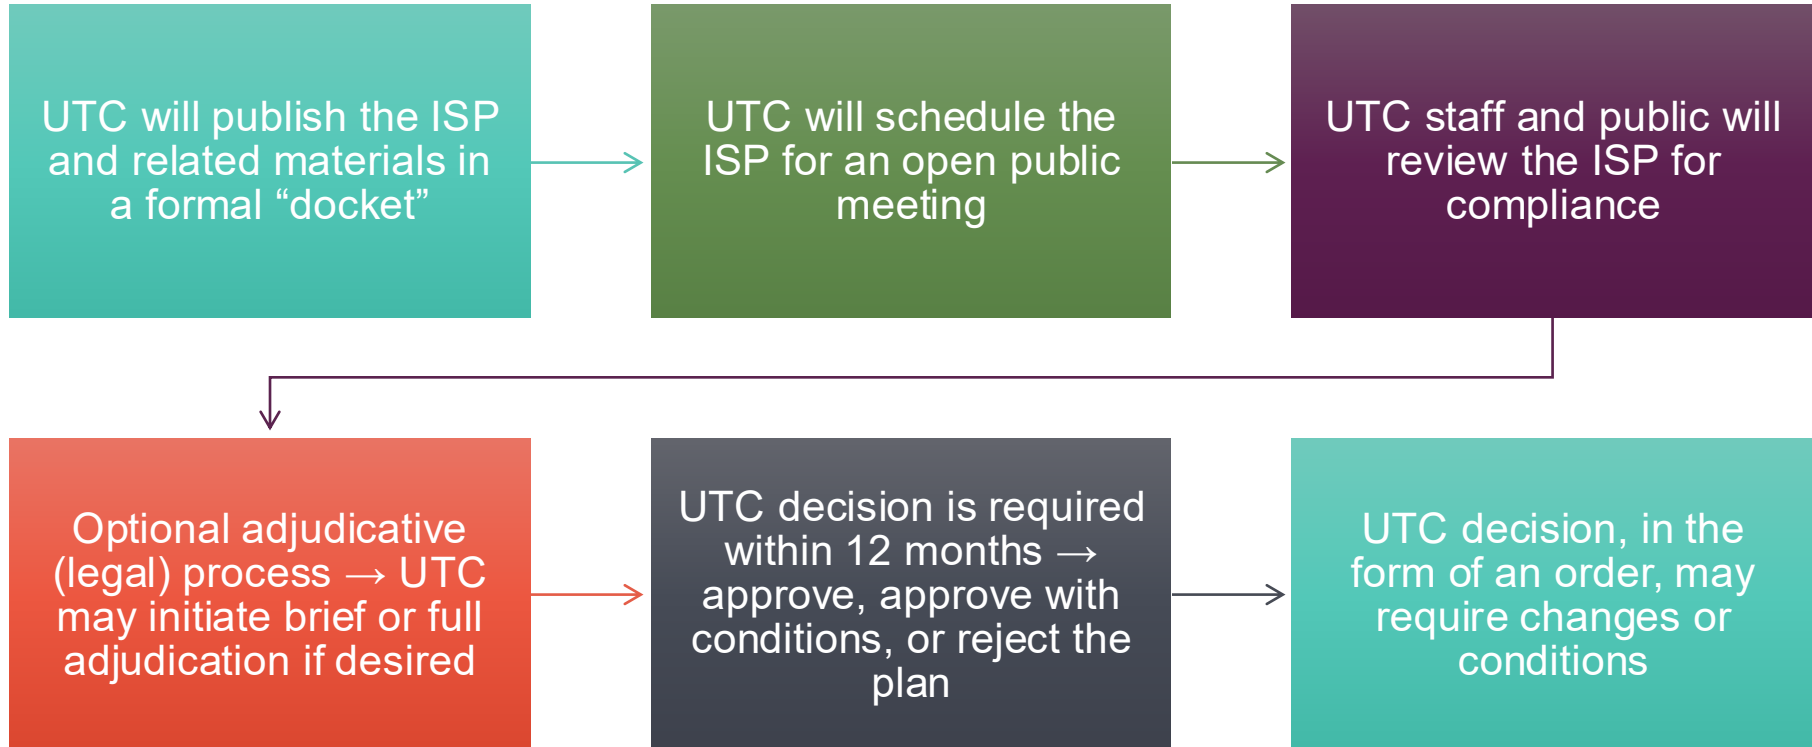 UTC will publish the ISP
and related materials in
a formal “docket”
UTC will schedule the
ISP for an open public
meeting
UTC staff and public will
review the ISP for
compliance
Optional adjudicative
(legal) process → UTC
may initiate brief or full
adjudication if desired
UTC decision is required
within 12 months →
approve, approve with
conditions, or reject the
plan
UTC decision, in the
form of an order, may
require changes or
conditions